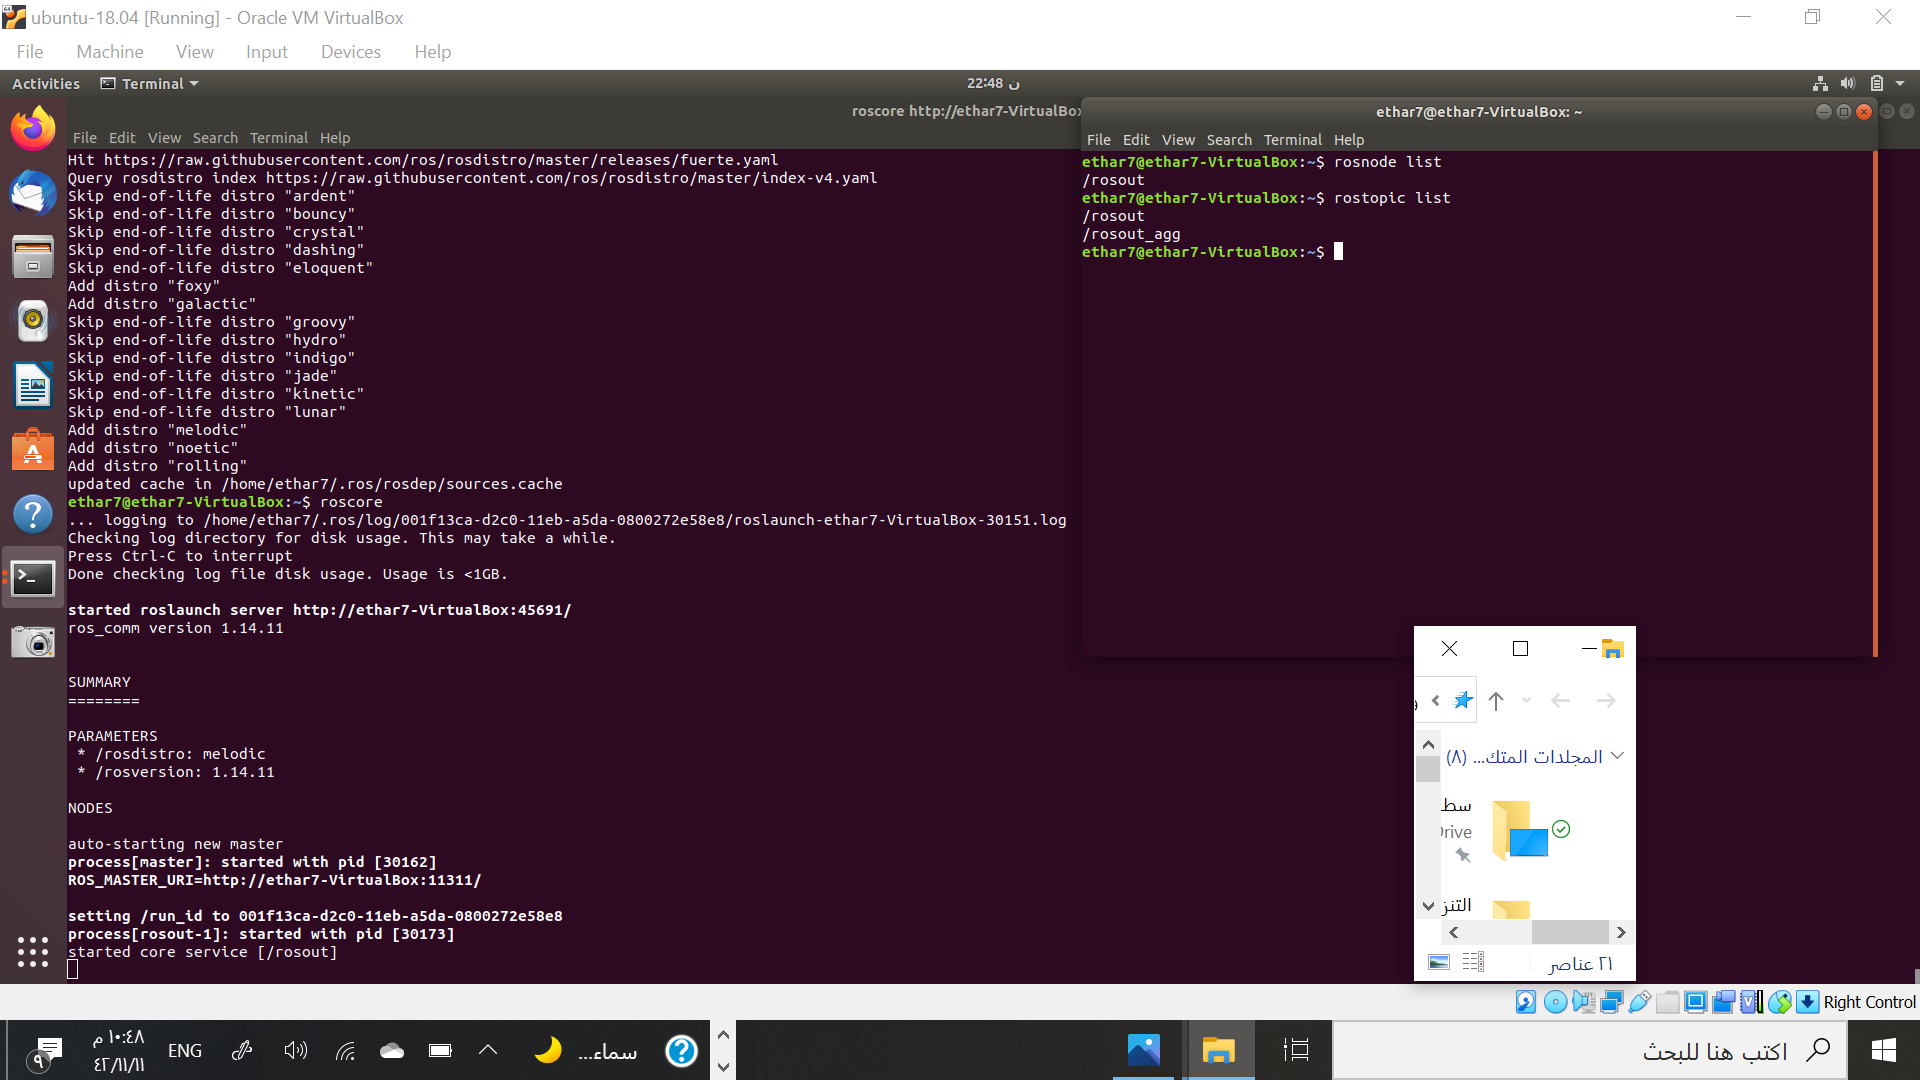 ubuntu-18.04 [Running] - Oracle VM VirtualBox
File Machine View Input Devices Help
Activities Terminal 22:48 ن
roscore http://ethar7-VirtualBox
File Edit View Search Terminal Help
Hit https://raw.githubusercontent.com/ros/rosdistro/master/releases/fuerte.yaml
Query rosdistro index https://raw.githubusercontent.com/ros/rosdistro/master/index-v4.yaml
Skip end-of-life distro "ardent"
Skip end-of-life distro "bouncy"
Skip end-of-life distro "crystal"
Skip end-of-life distro "dashing"
Skip end-of-life distro "eloquent"
Add distro "foxy"
Add distro "galactic"
Skip end-of-life distro "groovy"
Skip end-of-life distro "hydro"
Skip end-of-life distro "indigo"
Skip end-of-life distro "jade"
Skip end-of-life distro "kinetic"
Skip end-of-life distro "lunar"
Add distro "melodic"
Add distro "noetic"
Add distro "rolling"
updated cache in /home/ethar7/.ros/rosdep/sources.cache
ethar7@ethar7-VirtualBox:~$ roscore
... logging to /home/ethar7/.ros/log/001f13ca-d2c0-11eb-a5da-0800272e58e8/roslaunch-ethar7-VirtualBox-30151.log
Checking log directory for disk usage. This may take a while.
Press Ctrl-C to interrupt
Done checking log file disk usage. Usage is <1GB.
started roslaunch server http://ethar7-VirtualBox:45691/
ros_comm version 1.14.11
SUMMARY
========
PARAMETERS
* /rosdistro: melodic
* /rosversion: 1.14.11
NODES
auto-starting new master
process[master]: started with pid [30162]
ROS_MASTER_URI=http://ethar7-VirtualBox:11311/
setting /run_id to 001f13ca-d2c0-11eb-a5da-0800272e58e8
process[rosout-1]: started with pid [30173]
started core service [/rosout]
ethar7@ethar7-VirtualBox: ~
File Edit View Search Terminal Help
ethar7@ethar7-VirtualBox:~$ rosnode list
/rosout
ethar7@ethar7-VirtualBox:~$ rostopic list
/rosout
/rosout_agg
ethar7@ethar7-VirtualBox:~$
المجلدات المتك... (٨)
سط
Drive
التنز
٢١ عناصر
Right Control
اكتب هنا للبحث
سماء...
ENG
١٠:٤٨ م
٤٢/١١/١١
٩